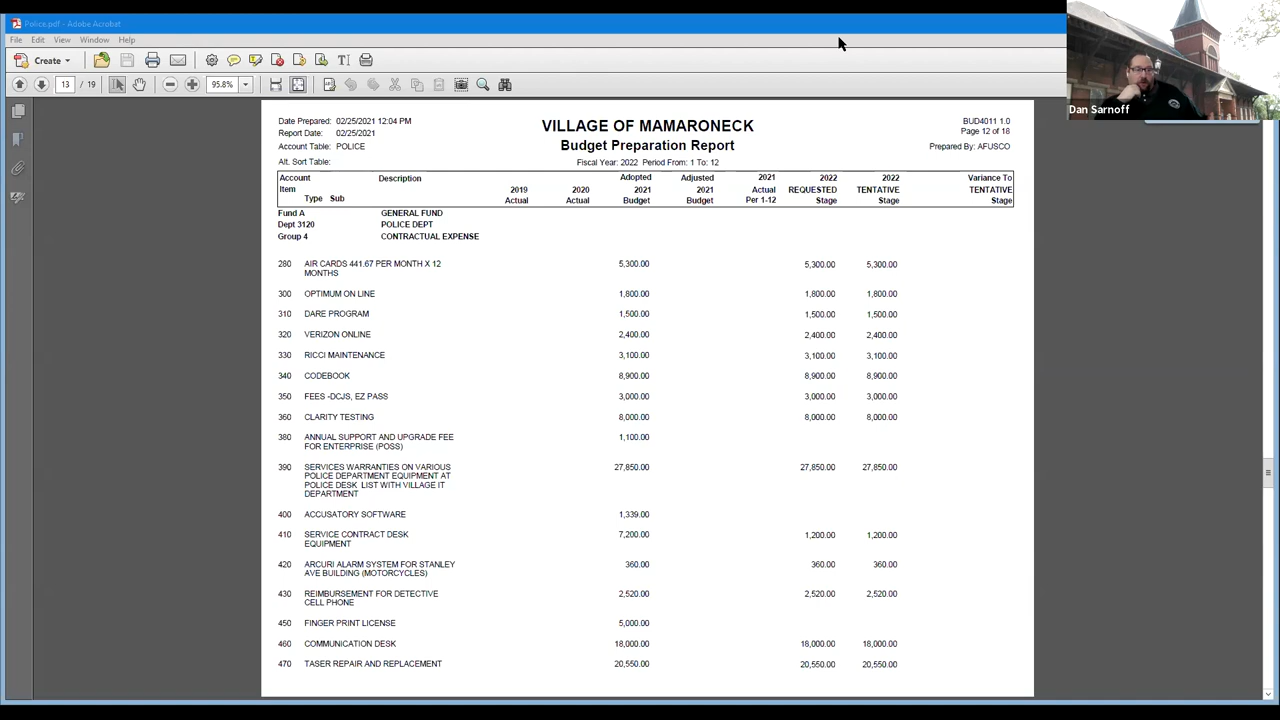 Police.pdf - Adobe Acrobat
File Edit View Window Help
Create
13 / 19 95.8%
Dan Sarnoff
Date Prepared: 02/25/2021 12:04 PM
Report Date: 02/25/2021
Account Table: POLICE
Alt. Sort Table:
VILLAGE OF MAMARONECK
Budget Preparation Report
Fiscal Year: 2022 Period From: 1 To: 12
BUD4011 1.0
Page 12 of 18
Prepared By: AFUSCO
Account Description Adopted Adjusted 2021 2022 2022 Variance To
Item 2019 2020 2021 2021 Actual REQUESTED TENTATIVE TENTATIVE
Type Sub Actual Actual Budget Budget Per 1-12 Stage Stage Stage
Fund A GENERAL FUND
Dept 3120 POLICE DEPT
Group 4 CONTRACTUAL EXPENSE
280 AIR CARDS 441.67 PER MONTH X 12 5,300.00 5,300.00 5,300.00
MONTHS
300 OPTIMUM ON LINE 1,800.00 1,800.00 1,800.00
310 DARE PROGRAM 1,500.00 1,500.00 1,500.00
320 VERIZON ONLINE 2,400.00 2,400.00 2,400.00
330 RICCI MAINTENANCE 3,100.00 3,100.00 3,100.00
340 CODEBOOK 8,900.00 8,900.00 8,900.00
350 FEES -DCJS, EZ PASS 3,000.00 3,000.00 3,000.00
360 CLARITY TESTING 8,000.00 8,000.00 8,000.00
380 ANNUAL SUPPORT AND UPGRADE FEE 1,100.00
FOR ENTERPRISE (POSS)
390 SERVICES WARRANTIES ON VARIOUS 27,850.00 27,850.00 27,850.00
POLICE DEPARTMENT EQUIPMENT AT
POLICE DESK LIST WITH VILLAGE IT
DEPARTMENT
400 ACCUSATORY SOFTWARE 1,339.00
410 SERVICE CONTRACT DESK 7,200.00 1,200.00 1,200.00
EQUIPMENT
420 ARCURI ALARM SYSTEM FOR STANLEY 360.00 360.00 360.00
AVE BUILDING (MOTORCYCLES)
430 REIMBURSEMENT FOR DETECTIVE 2,520.00 2,520.00 2,520.00
CELL PHONE
450 FINGER PRINT LICENSE 5,000.00
460 COMMUNICATION DESK 18,000.00 18,000.00 18,000.00
470 TASER REPAIR AND REPLACEMENT 20,550.00 20,550.00 20,550.00